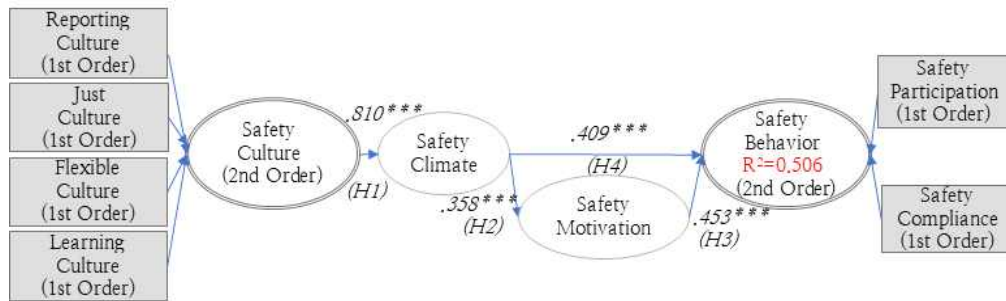 Reporting
Culture
(1st Order)
Just
Culture
(1st Order)
Flexible
Culture
(1st Order)
Learning
Culture
(1st Order)
Safety
Culture
(2nd Order)
.810***
(H1)
Safety
Climate
.409***
(H4)
.358***
(H2)
Safety
Motivation
.453***
(H3)
Safety
Behavior
R²=0.506
(2nd Order)
Safety
Participation
(1st Order)
Safety
Compliance
(1st Order)